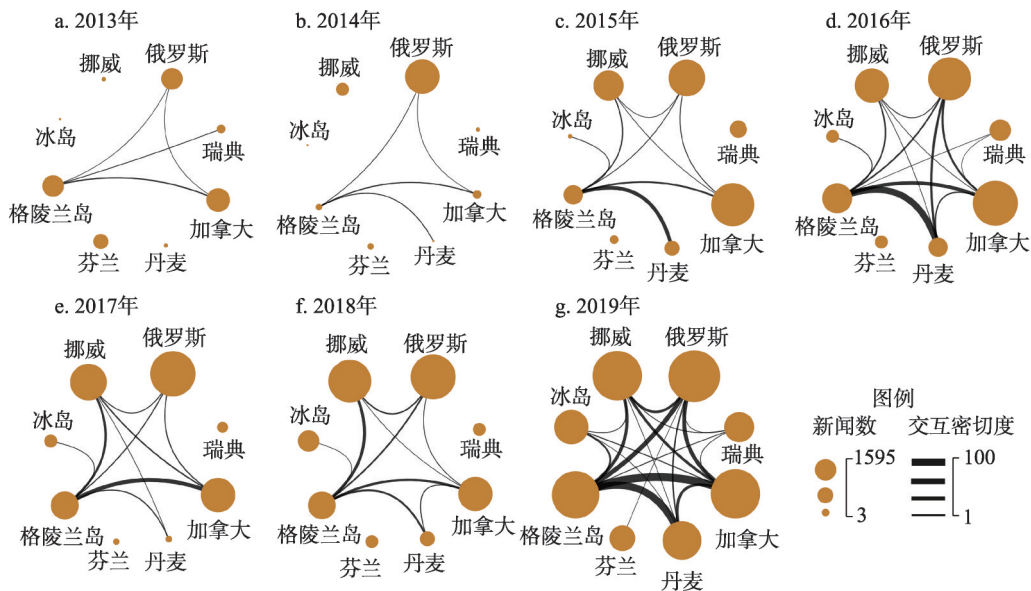 a. 2013年
挪威
俄罗斯
冰岛
瑞典
格陵兰岛
加拿大
芬兰
丹麦
b. 2014年
挪威
俄罗斯
冰岛
瑞典
格陵兰岛
加拿大
芬兰
丹麦
c. 2015年
挪威
俄罗斯
冰岛
瑞典
格陵兰岛
加拿大
芬兰
丹麦
d. 2016年
挪威
俄罗斯
冰岛
瑞典
格陵兰岛
加拿大
芬兰
丹麦
e. 2017年
挪威
俄罗斯
冰岛
瑞典
格陵兰岛
加拿大
芬兰
丹麦
f. 2018年
挪威
俄罗斯
冰岛
瑞典
格陵兰岛
加拿大
芬兰
丹麦
g. 2019年
挪威
俄罗斯
冰岛
瑞典
格陵兰岛
加拿大
芬兰
丹麦
图例
新闻数 交互密切度
1595 100
3 1